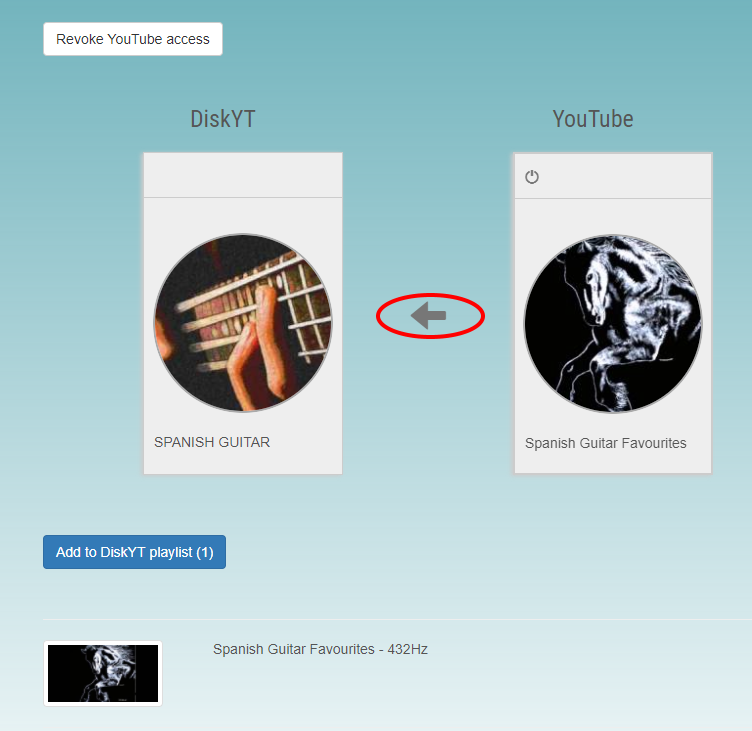 Revoke YouTube access
DiskYT
YouTube
SPANISH GUITAR
Spanish Guitar Favourites
Add to DiskYT playlist (1)
Spanish Guitar Favourites - 432Hz